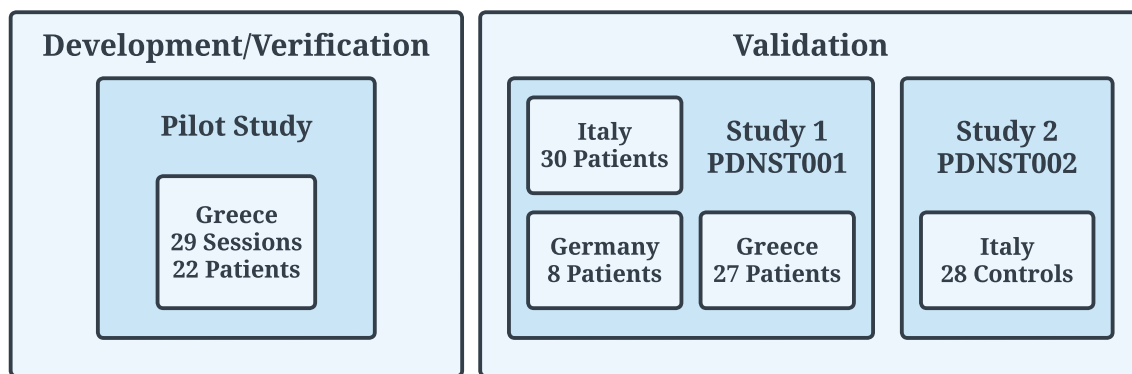 Development/Verification
Pilot Study
Greece
29 Sessions
22 Patients
Validation
Italy
30 Patients
Study 1
PDNST001
Germany
8 Patients
Greece
27 Patients
Study 2
PDNST002
Italy
28 Controls